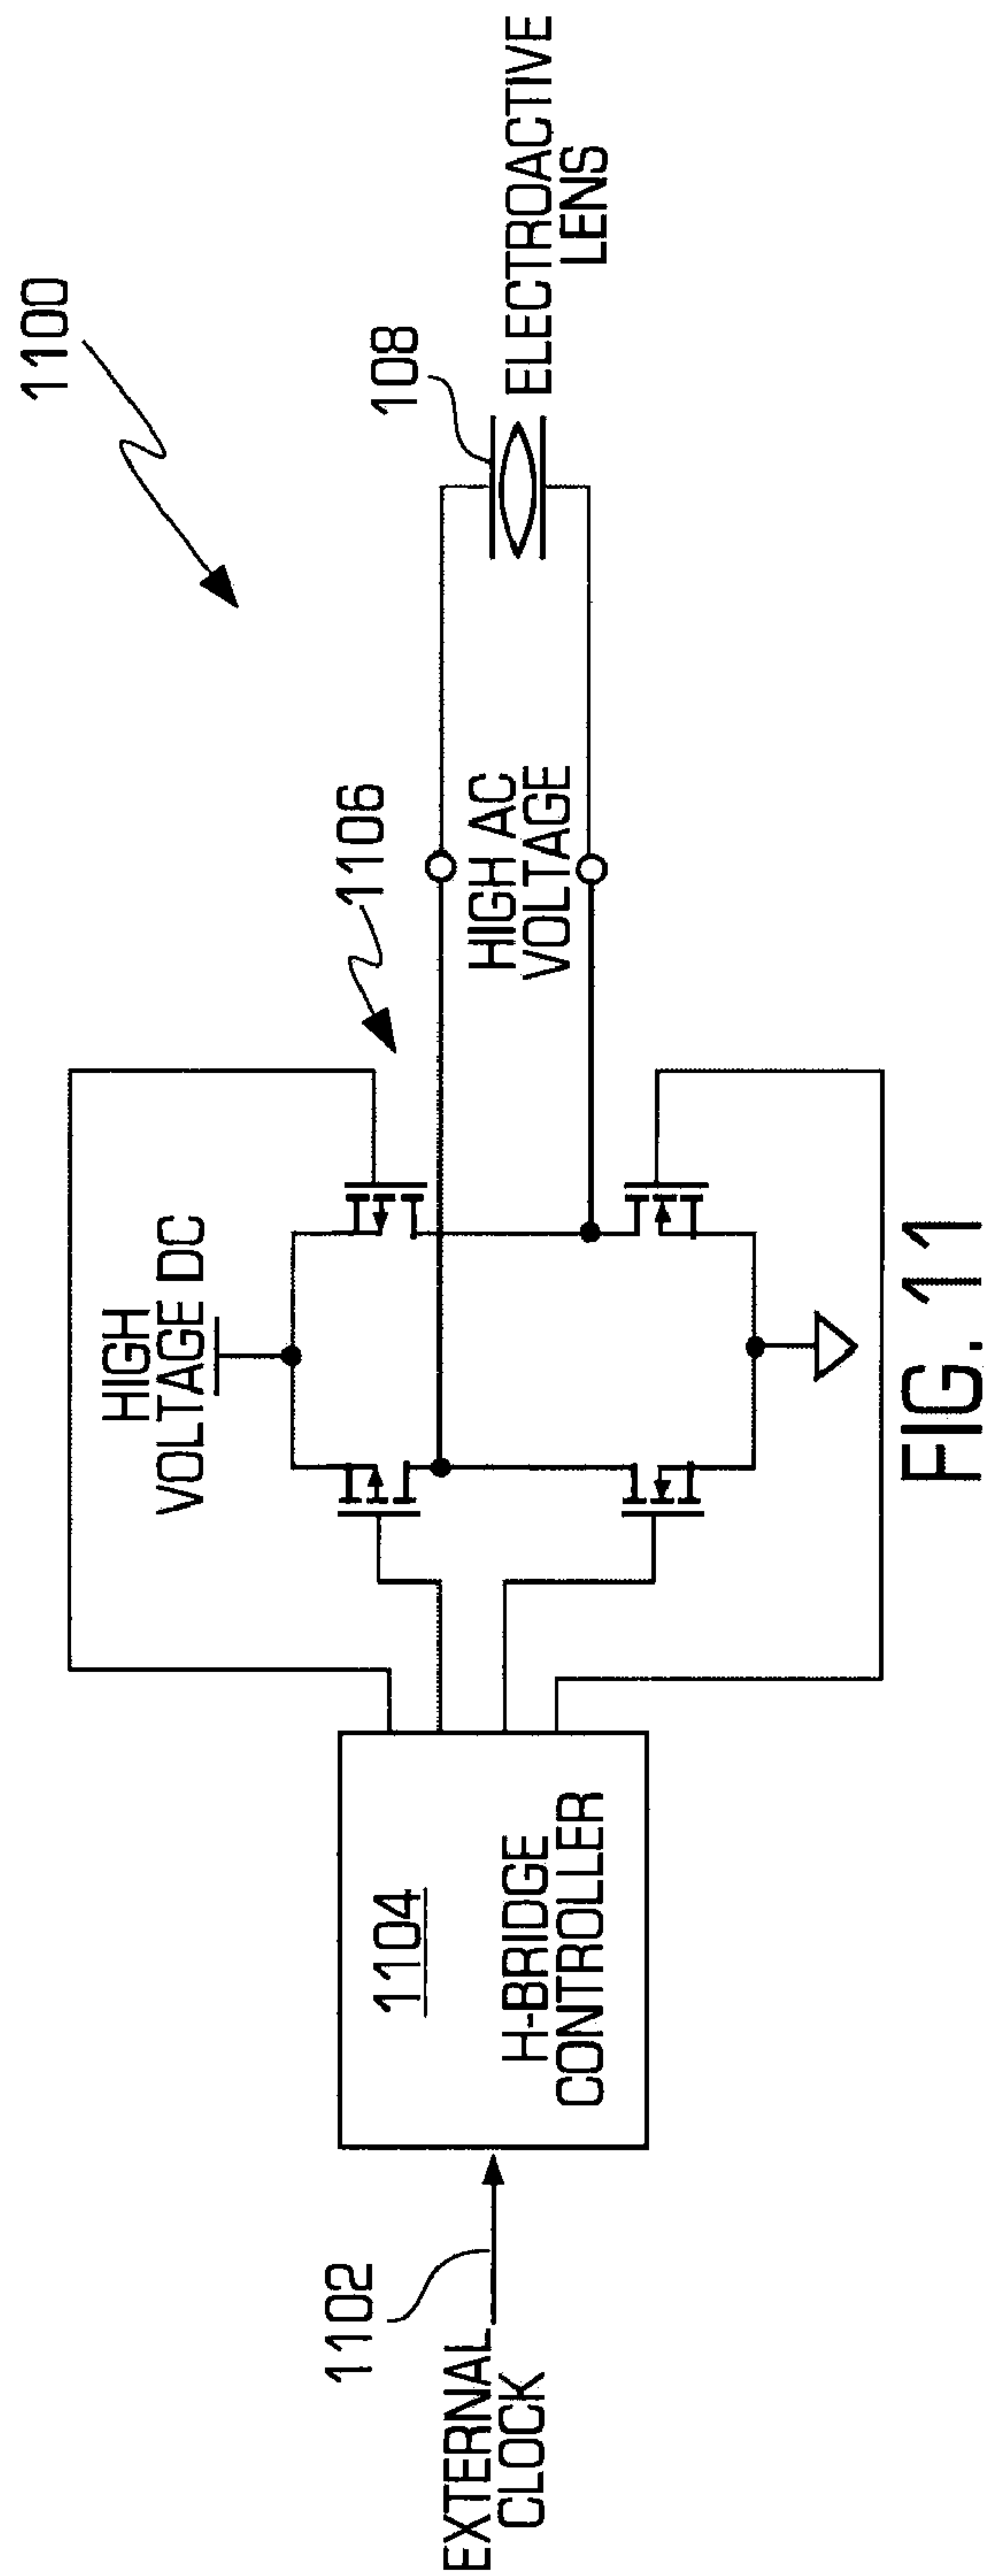 1100
HIGH
VOLTAGE DC
1106
108
1102
EXTERNAL
CLOCK
1104
H-BRIDGE
CONTROLLER
HIGH AC
VOLTAGE
ELECTROACTIVE
LENS
FIG. 11